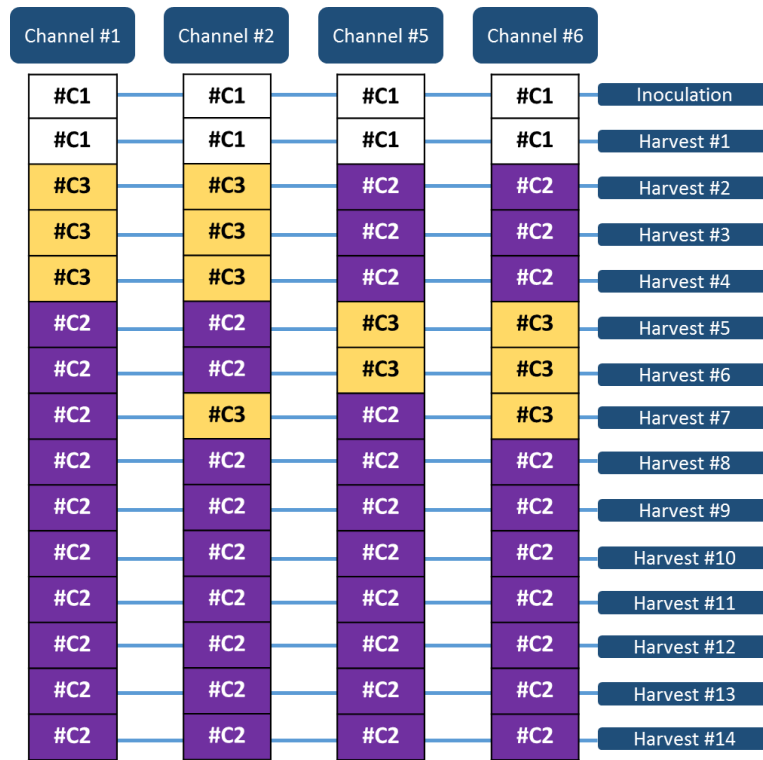 Channel #1 Channel #2 Channel #5 Channel #6
#C1 #C1 #C1 #C1 Inoculation
#C1 #C1 #C1 #C1 Harvest #1
#C3 #C3 #C2 #C2 Harvest #2
#C3 #C3 #C2 #C2 Harvest #3
#C3 #C3 #C2 #C2 Harvest #4
#C2 #C2 #C3 #C3 Harvest #5
#C2 #C2 #C3 #C3 Harvest #6
#C2 #C3 #C2 #C3 Harvest #7
#C2 #C2 #C2 #C2 Harvest #8
#C2 #C2 #C2 #C2 Harvest #9
#C2 #C2 #C2 #C2 Harvest #10
#C2 #C2 #C2 #C2 Harvest #11
#C2 #C2 #C2 #C2 Harvest #12
#C2 #C2 #C2 #C2 Harvest #13
#C2 #C2 #C2 #C2 Harvest #14